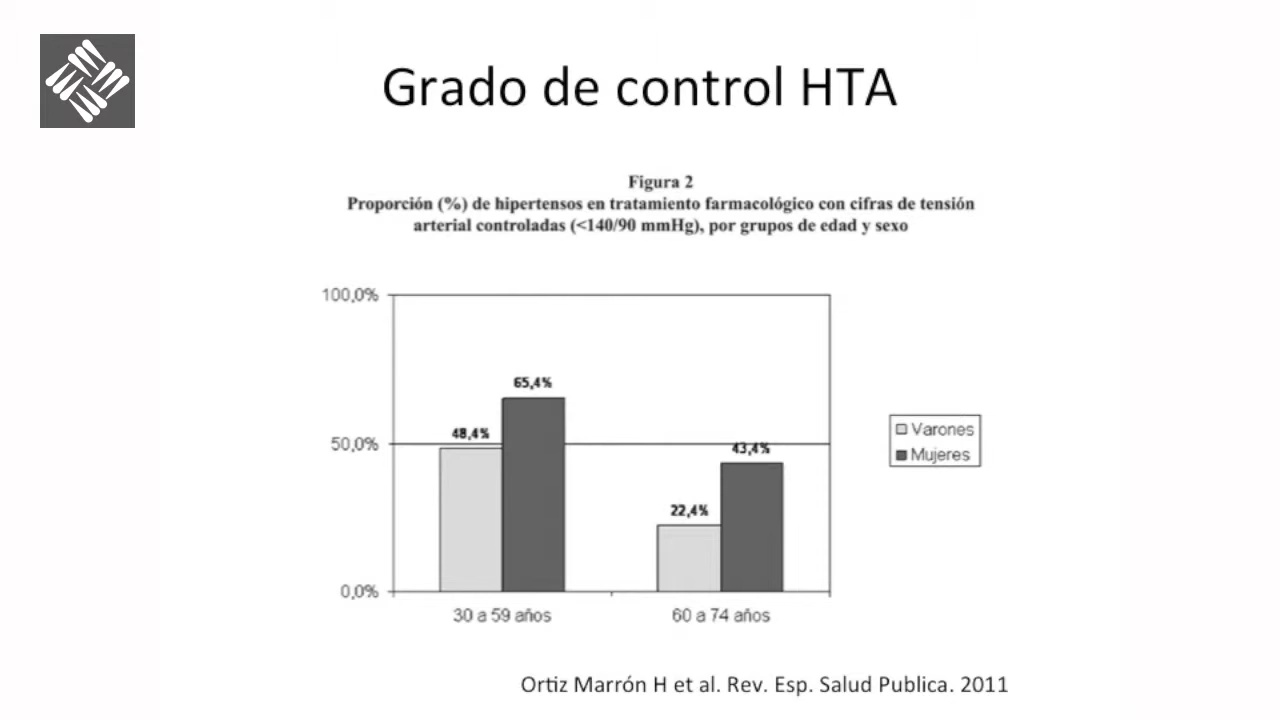 Grado de control HTA
Figura 2
Proporción (%) de hipertensos en tratamiento farmacológico con cifras de tensión
arterial controladas (<140/90 mmHg), por grupos de edad y sexo
100,0%
65,4%
48,4%
50,0%
43,4%
22,4%
0,0%
30 a 59 años
60 a 74 años
Varones
Mujeres
Ortiz Marrón H et al. Rev. Esp. Salud Publica. 2011